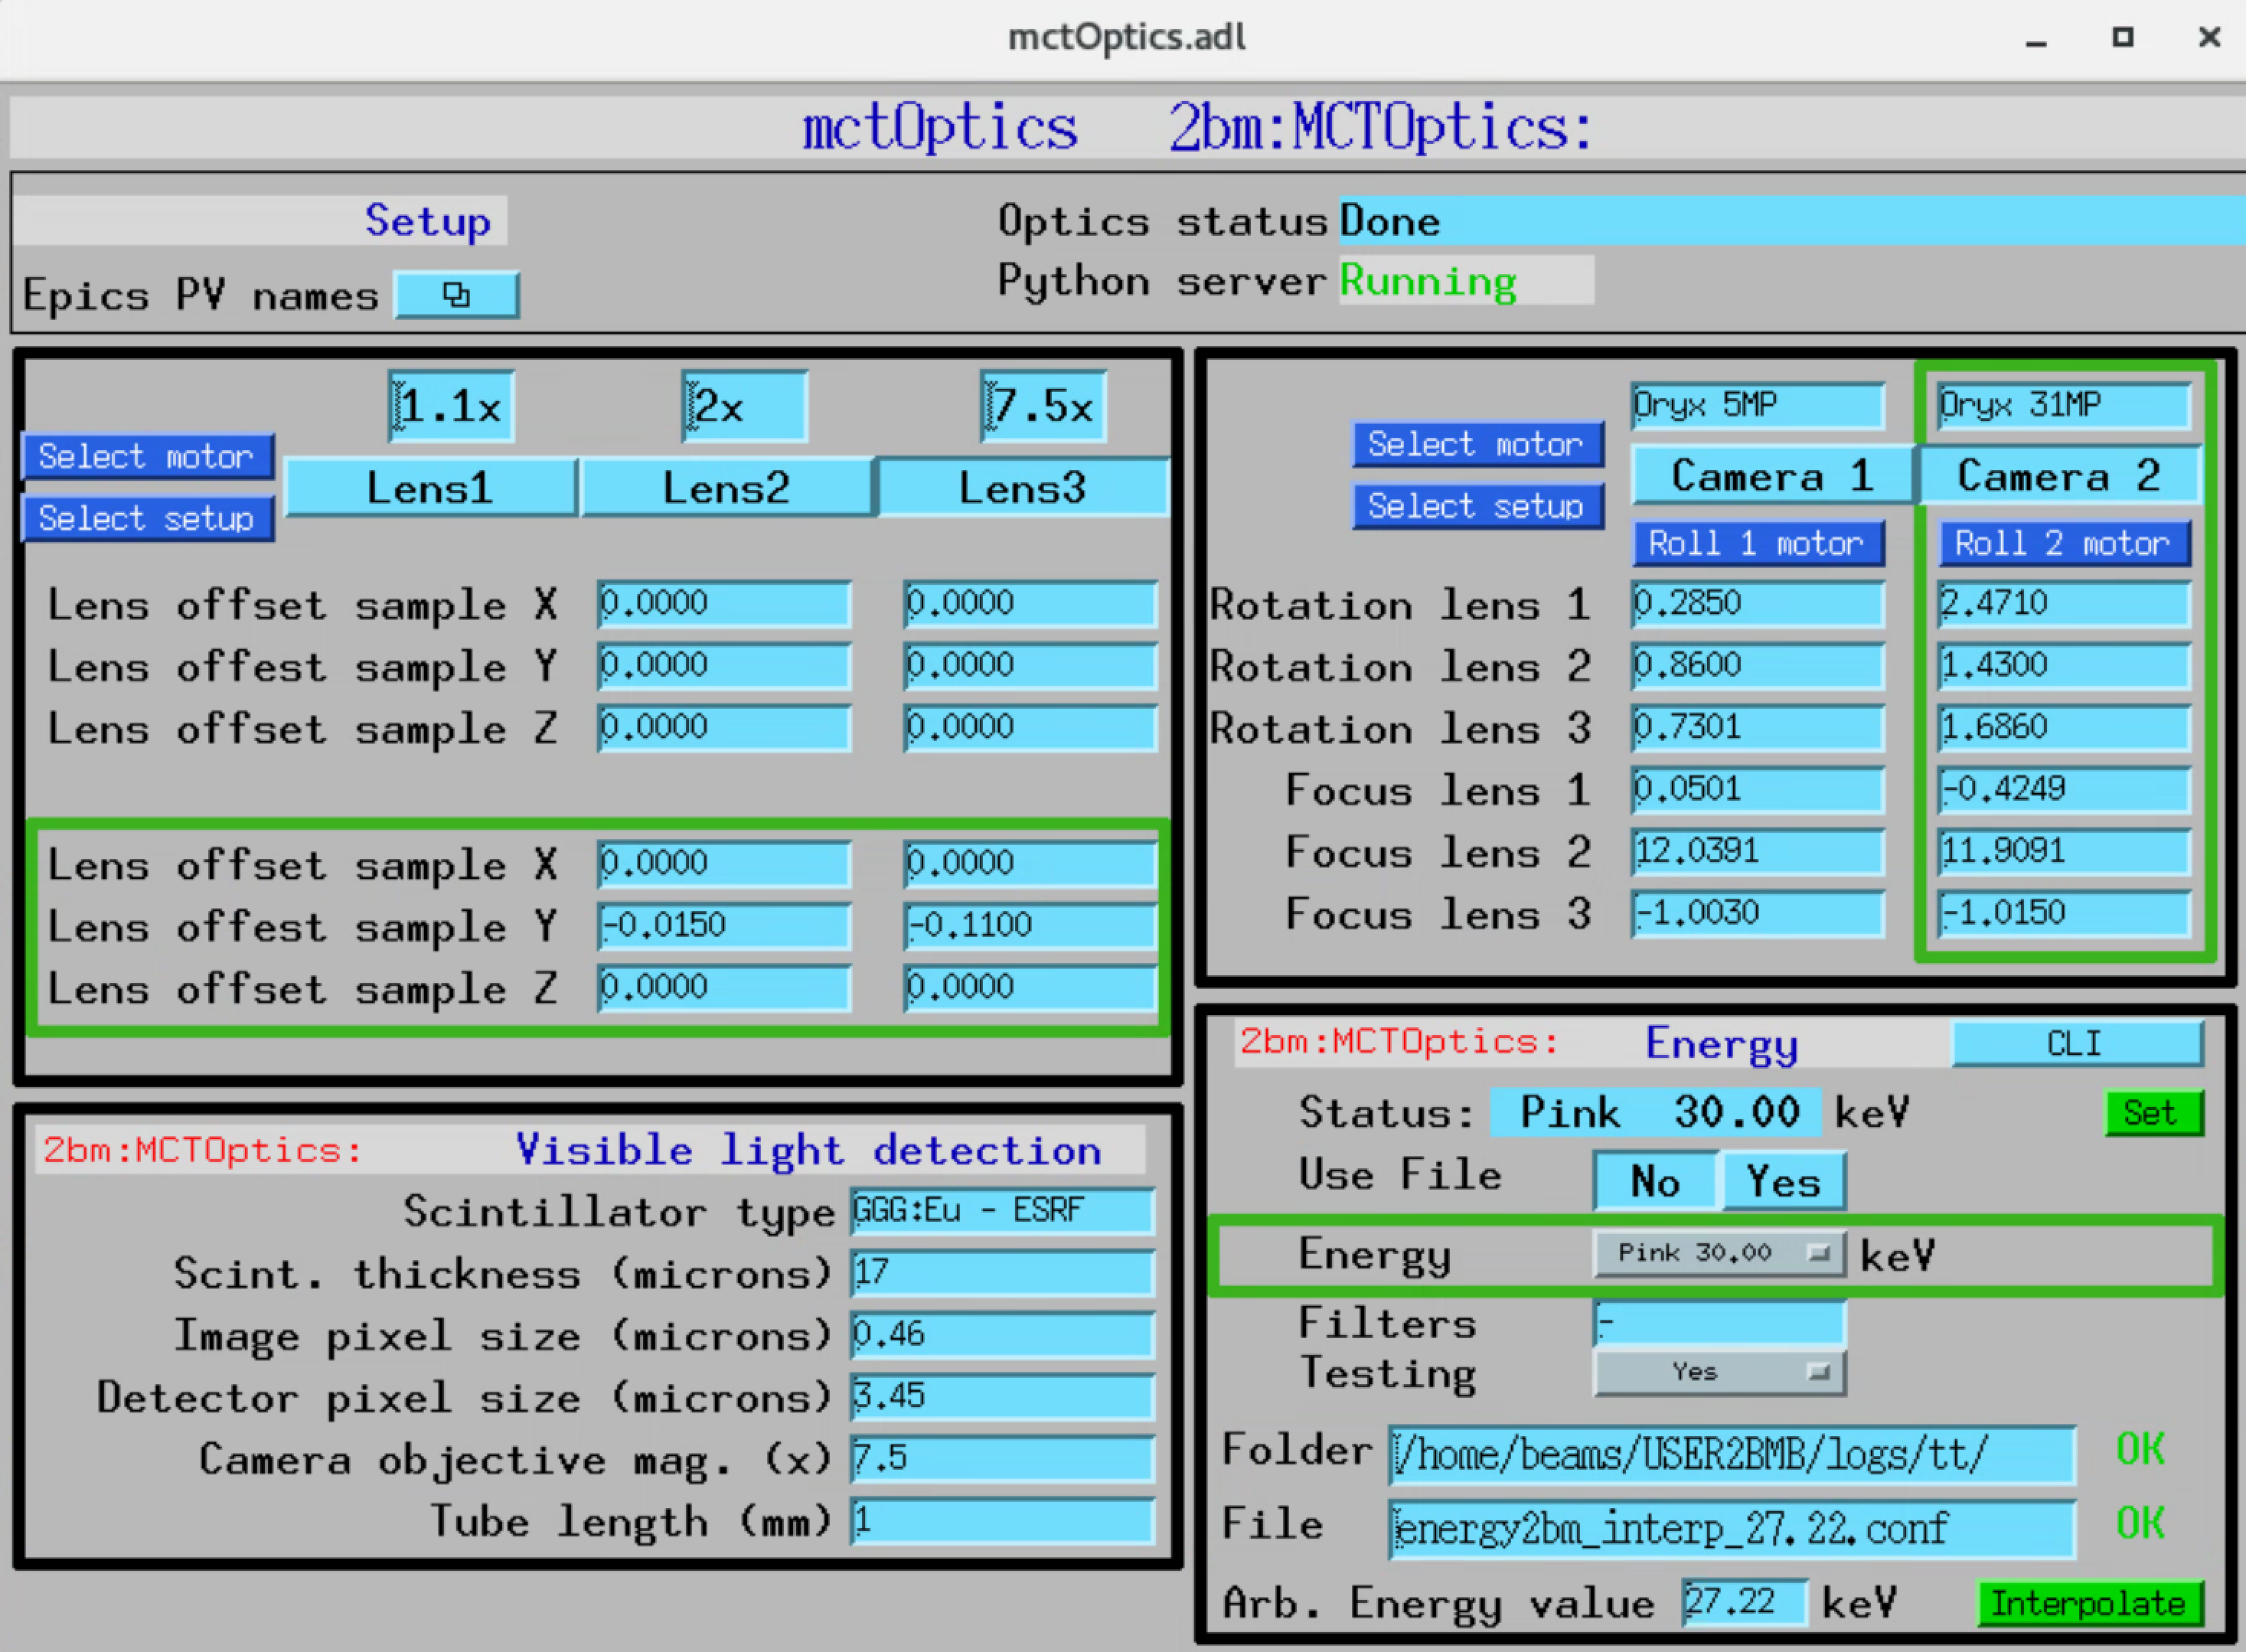 mctOptics.adl
mctOptics 2bm:MCTOptics:
Setup
Optics status Done
Epics PV names
Python server Running
1.1x 2x 7.5x
Select motor
Select setup
Lens1 Lens2 Lens3
Lens offset sample X 0.0000 0.0000
Lens offest sample Y 0.0000 0.0000
Lens offset sample Z 0.0000 0.0000
Lens offset sample X 0.0000 0.0000
Lens offest sample Y -0.0150 -0.1100
Lens offset sample Z 0.0000 0.0000
Oryx 5MP Oryx 31MP
Select motor
Select setup
Camera 1 Camera 2
Roll 1 motor Roll 2 motor
Rotation lens 1 0.2850 2.4710
Rotation lens 2 0.8600 1.4300
Rotation lens 3 0.7301 1.6860
Focus lens 1 0.0501 -0.4249
Focus lens 2 12.0391 11.9091
Focus lens 3 -1.0030 -1.0150
2bm:MCTOptics: Visible light detection
Scintillator type GGG:Eu - ESRF
Scint. thickness (microns) 17
Image pixel size (microns) 0.46
Detector pixel size (microns) 3.45
Camera objective mag. (x) 7.5
Tube length (mm) 1
2bm:MCTOptics: Energy CLI
Status: Pink 30.00 keV Set
Use File No Yes
Energy Pink 30.00 keV
Filters -
Testing Yes
Folder /home/beams/USER2BMB/logs/tt/ OK
File energy2bm_interp_27.22.conf OK
Arb. Energy value 27.22 keV Interpolate